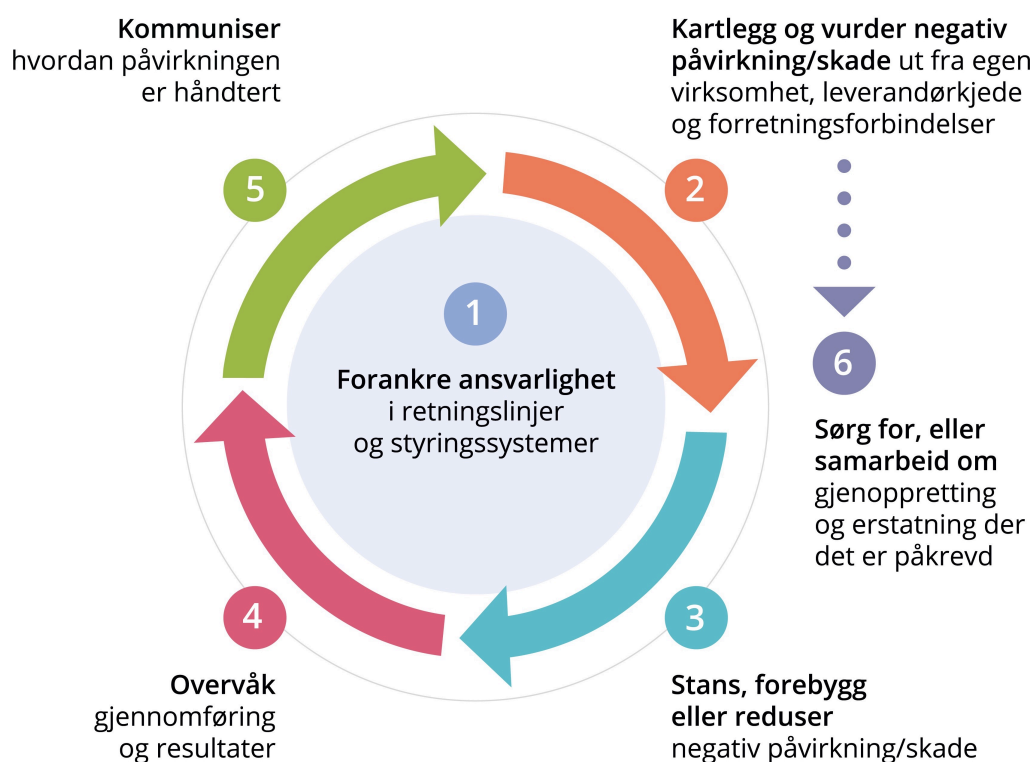 Kommuniser
hvordan påvirkningen
er håndtert
5
Kartlegg og vurder negativ
påvirkning/skade ut fra egen
virksomhet, leverandørkjede
og forretningsforbindelser
2
1
Forankre ansvarlighet
i retningslinjer
og styringssystemer
6
Sørg for, eller
samarbeid om
gjenoppretting
og erstatning der
det er påkrevd
4
Overvåk
gjennomføring
og resultater
3
Stans, forebygg
eller reduser
negativ påvirkning/skade